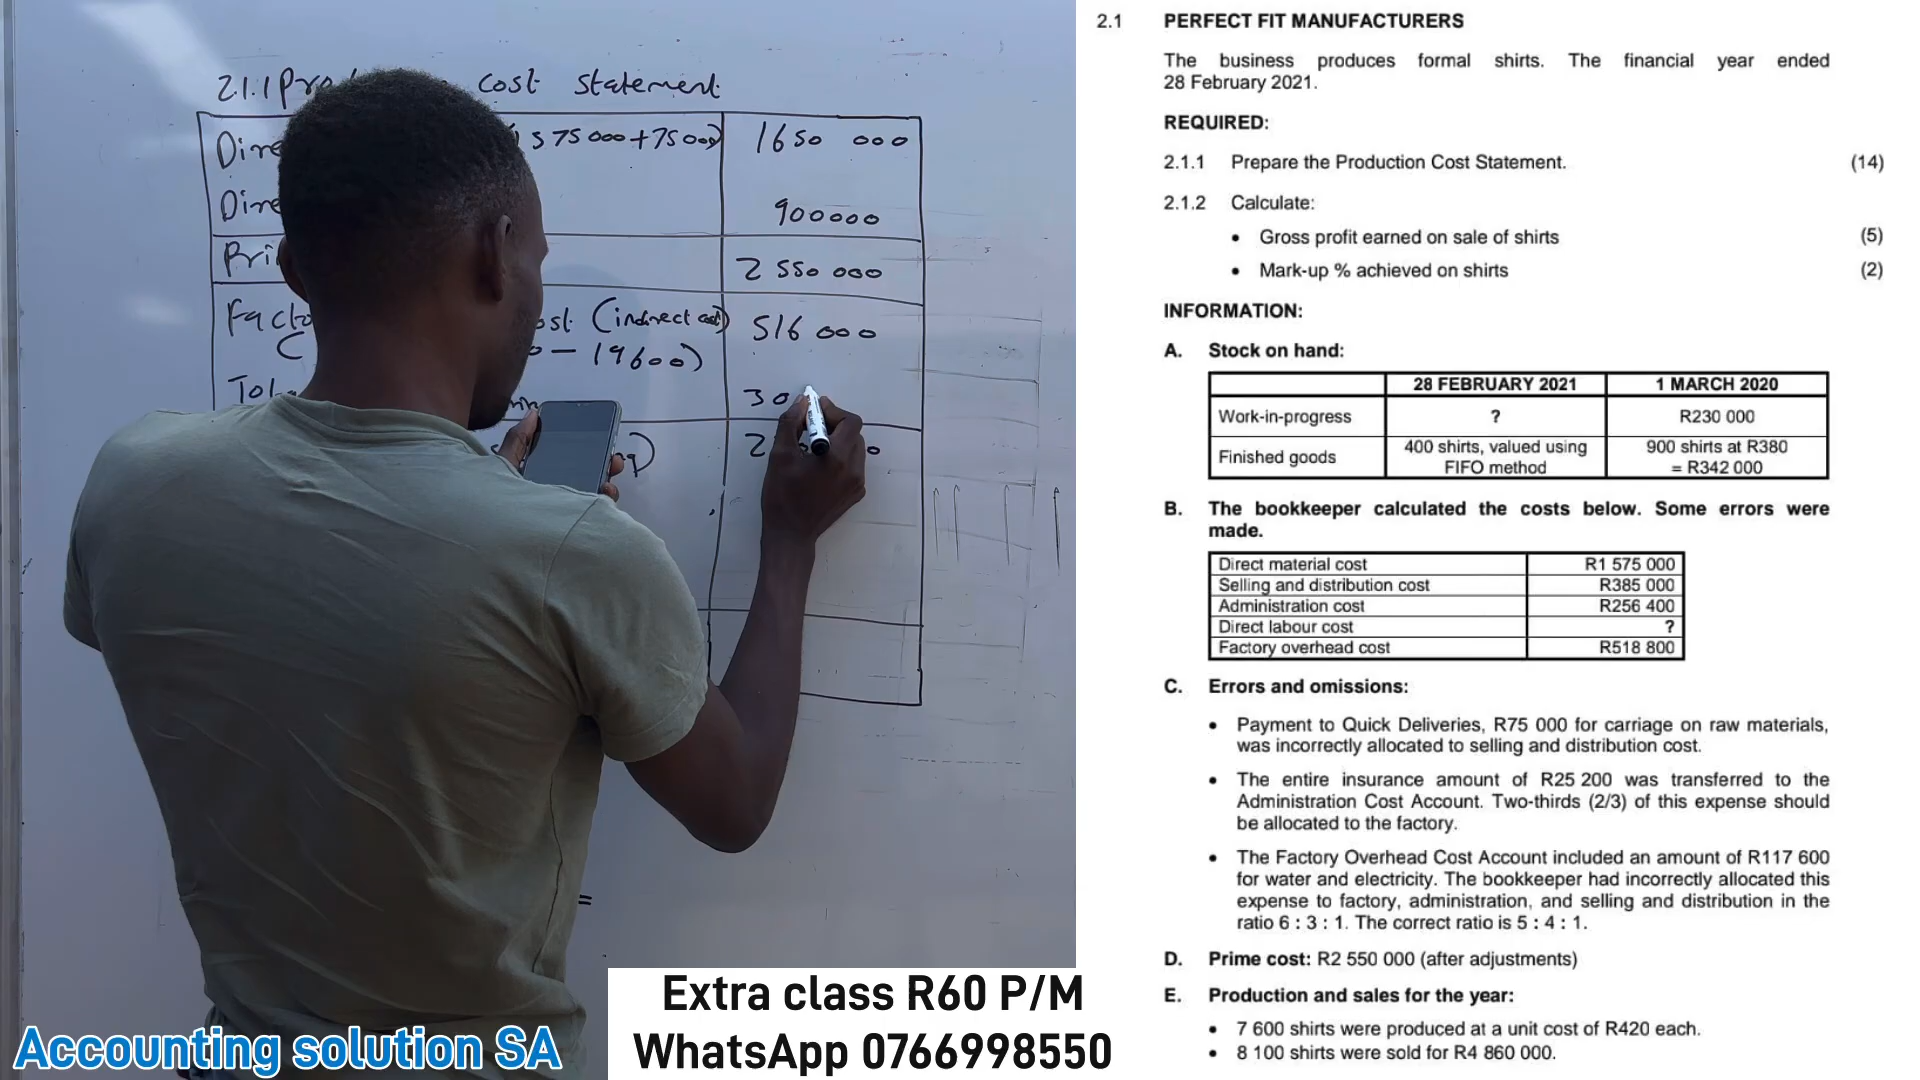 2.1.1 Pro cost statement
Dire 575000+75000) 1650 000
Dire 900000
Pri 2 550 000
Facto ost (indirect cost) 516 000
( 0 - 19600)
Tot 30
2
=
Extra class R60 P/M
WhatsApp 0766998550
Accounting solution SA
2.1 PERFECT FIT MANUFACTURERS
The business produces formal shirts. The financial year ended
28 February 2021.
REQUIRED:
2.1.1 Prepare the Production Cost Statement. (14)
2.1.2 Calculate:
• Gross profit earned on sale of shirts (5)
• Mark-up % achieved on shirts (2)
INFORMATION:
A. Stock on hand:
28 FEBRUARY 2021 1 MARCH 2020
Work-in-progress ? R230 000
Finished goods 400 shirts, valued using FIFO method 900 shirts at R380 = R342 000
B. The bookkeeper calculated the costs below. Some errors were
made.
Direct material cost R1 575 000
Selling and distribution cost R385 000
Administration cost R256 400
Direct labour cost ?
Factory overhead cost R518 800
C. Errors and omissions:
• Payment to Quick Deliveries, R75 000 for carriage on raw materials,
was incorrectly allocated to selling and distribution cost.
• The entire insurance amount of R25 200 was transferred to the
Administration Cost Account. Two-thirds (2/3) of this expense should
be allocated to the factory.
• The Factory Overhead Cost Account included an amount of R117 600
for water and electricity. The bookkeeper had incorrectly allocated this
expense to factory, administration, and selling and distribution in the
ratio 6 : 3 : 1. The correct ratio is 5 : 4 : 1.
D. Prime cost: R2 550 000 (after adjustments)
E. Production and sales for the year:
• 7 600 shirts were produced at a unit cost of R420 each.
• 8 100 shirts were sold for R4 860 000.